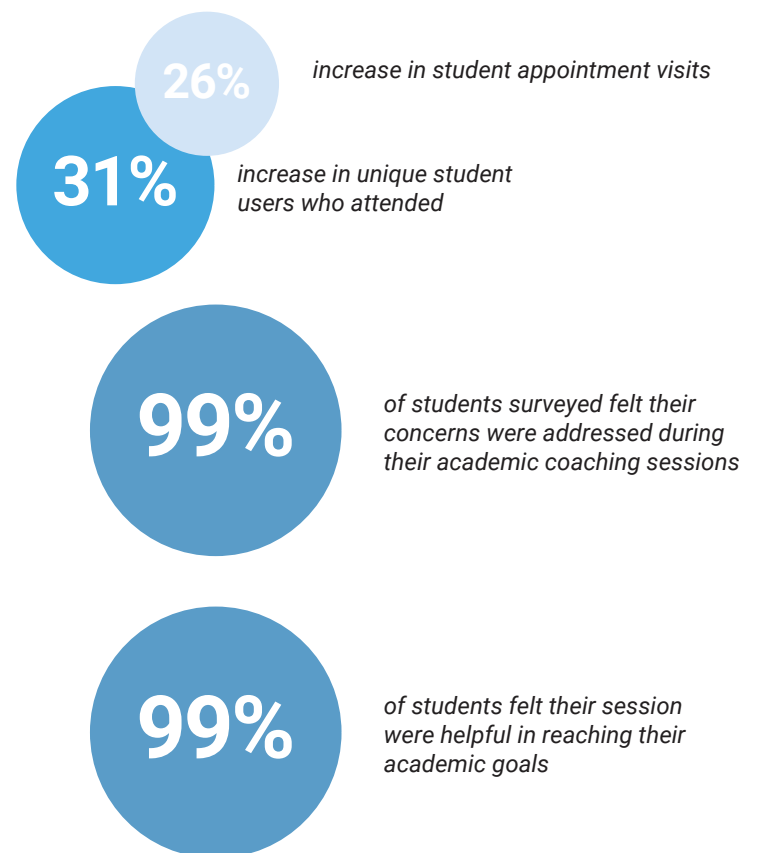 26%
increase in student appointment visits
31%
increase in unique student
users who attended
99%
of students surveyed felt their
concerns were addressed during
their academic coaching sessions
99%
of students felt their session
were helpful in reaching their
academic goals